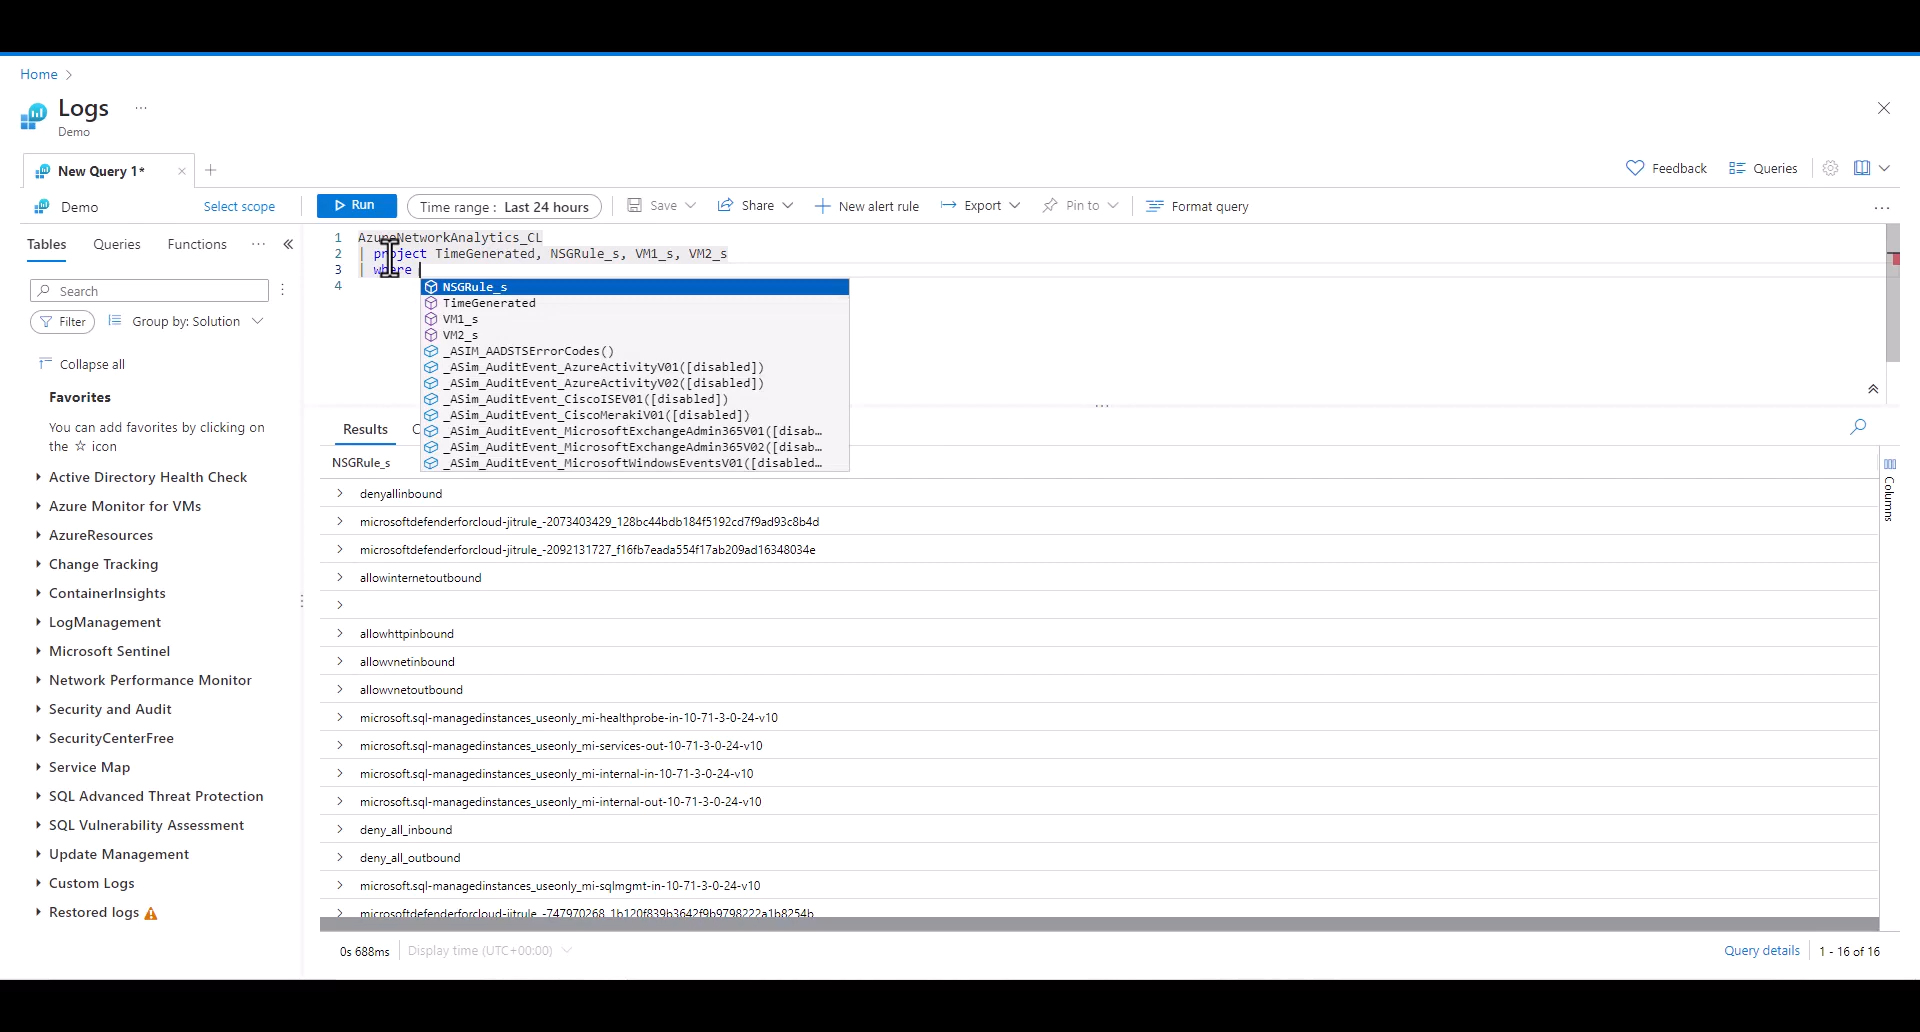 Home
Logs ...
Demo
New Query 1*
Feedback
Queries
Demo
Select scope
Run
Time range : Last 24 hours
Save
Share
New alert rule
Export
Pin to
Format query
...
Tables
Queries
Functions
...
1 AzureNetworkAnalytics_CL
2 | project TimeGenerated, NSGRule_s, VM1_s, VM2_s
3 | where
4
NSGRule_s
TimeGenerated
VM1_s
VM2_s
_ASIM_AADSTSErrorCodes()
_ASim_AuditEvent_AzureActivityV01([disabled])
_ASim_AuditEvent_AzureActivityV02([disabled])
_ASim_AuditEvent_CiscoISEV01([disabled])
_ASim_AuditEvent_CiscoMerakiV01([disabled])
_ASim_AuditEvent_MicrosoftExchangeAdmin365V01([disab…
_ASim_AuditEvent_MicrosoftExchangeAdmin365V02([disab…
_ASim_AuditEvent_MicrosoftWindowsEventsV01([disabled…
Search
Filter
Group by: Solution
Collapse all
Favorites
You can add favorites by clicking on
the ☆ icon
Active Directory Health Check
Azure Monitor for VMs
AzureResources
Change Tracking
ContainerInsights
LogManagement
Microsoft Sentinel
Network Performance Monitor
Security and Audit
SecurityCenterFree
Service Map
SQL Advanced Threat Protection
SQL Vulnerability Assessment
Update Management
Custom Logs
Restored logs
Results
NSGRule_s
Columns
denyallinbound
microsoftdefenderforcloud-jitrule_-2073403429_128bc44bdb184f5192cd7f9ad93c8b4d
microsoftdefenderforcloud-jitrule_-2092131727_f16fb7eada554f17ab209ad16348034e
allowinternetoutbound
allowhttpinbound
allowvnetinbound
allowvnetoutbound
microsoft.sql-managedinstances_useonly_mi-healthprobe-in-10-71-3-0-24-v10
microsoft.sql-managedinstances_useonly_mi-services-out-10-71-3-0-24-v10
microsoft.sql-managedinstances_useonly_mi-internal-in-10-71-3-0-24-v10
microsoft.sql-managedinstances_useonly_mi-internal-out-10-71-3-0-24-v10
deny_all_inbound
deny_all_outbound
microsoft.sql-managedinstances_useonly_mi-sqlmgmt-in-10-71-3-0-24-v10
microsoftdefenderforcloud-jitrule_-747970268_1b120f839b3642f9b9798222a1b8254b
0s 688ms
Display time (UTC+00:00)
Query details
1 - 16 of 16